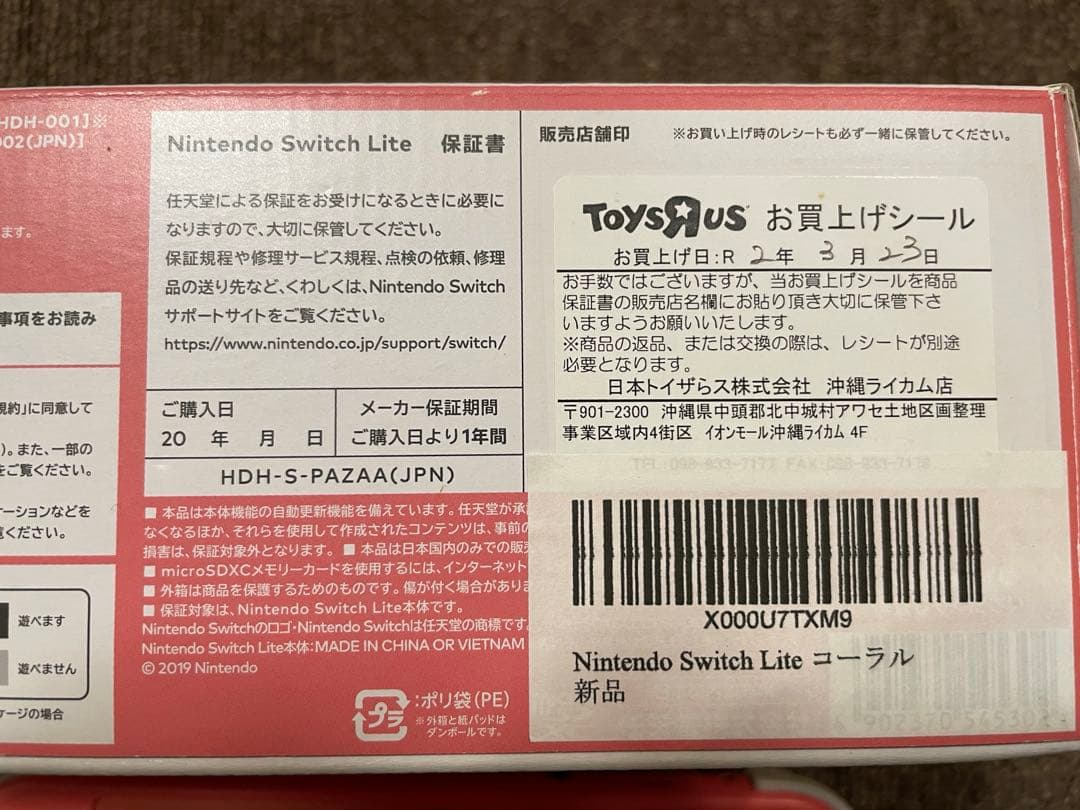 HDH-001]※
002(JPN)]
ます。
事項をお読み
規約」に同意して
)。また、一部の
をご覧ください。
ーションなどを
覧ください。
遊べます
遊べません
ケージの場合
Nintendo Switch Lite 保証書
任天堂による保証をお受けになるときに必要に
なりますので、大切に保管してください。
保証規程や修理サービス規程、点検の依頼、修理
品の送り先など、くわしくは、Nintendo Switch
サポートサイトをご覧ください。
https://www.nintendo.co.jp/support/switch/
ご購入日
20 年 月 日
メーカー保証期間
ご購入日より1年間
HDH-S-PAZAA(JPN)
■ 本品は本体機能の自動更新機能を備えています。任天堂が承
なくなるほか、それらを使用して作成されたコンテンツは、事前の
損害は、保証対象外となります。 ■ 本品は日本国内のみでの販売
■ microSDXCメモリーカードを使用するには、インターネット
■ 外箱は商品を保護するためのものです。傷が付く場合がありま
■ 保証対象は、Nintendo Switch Lite本体です。
Nintendo Switchのロゴ・Nintendo Switchは任天堂の商標です。
Nintendo Switch Lite本体:MADE IN CHINA OR VIETNAM
© 2019 Nintendo
プラ
:ポリ袋(PE)
※外箱と紙パッドは
ダンボールです。
販売店舗印 ※お買い上げ時のレシートも必ず一緒に保管してください。
TOYSЯUS お買上げシール
お買上げ日:R 2年 3月 23日
お手数ではございますが、当お買上げシールを商品
保証書の販売店名欄にお貼り頂き大切に保管下さ
いますようお願いいたします。
※商品の返品、または交換の際は、レシートが別途
必要となります。
日本トイザらス株式会社 沖縄ライカム店
〒901-2300 沖縄県中頭郡北中城村アワセ土地区画整理
事業区域内4街区 イオンモール沖縄ライカム 4F
TEL:098-933-7177 FAX:098-933-7178
X000U7TXM9
Nintendo Switch Lite コーラル
新品